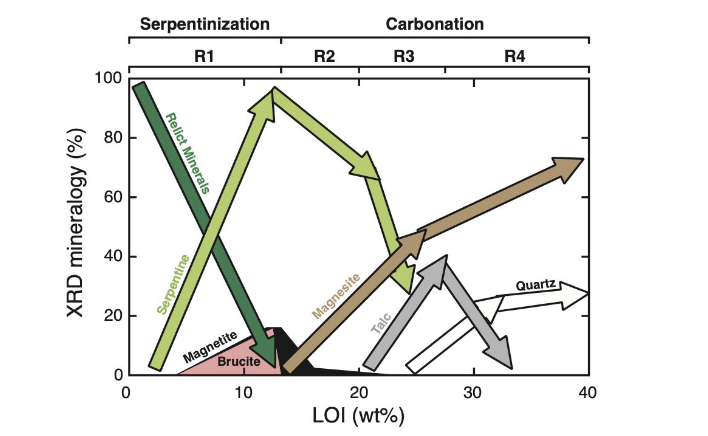 Serpentinization Carbonation
R1 R2 R3 R4
100
80
60
40
20
0
XRD mineralogy (%)
Relict Minerals
Serpentine
Magnetite
Brucite
Magnesite
Talc
Quartz
0 10 20 30 40
LOI (wt%)